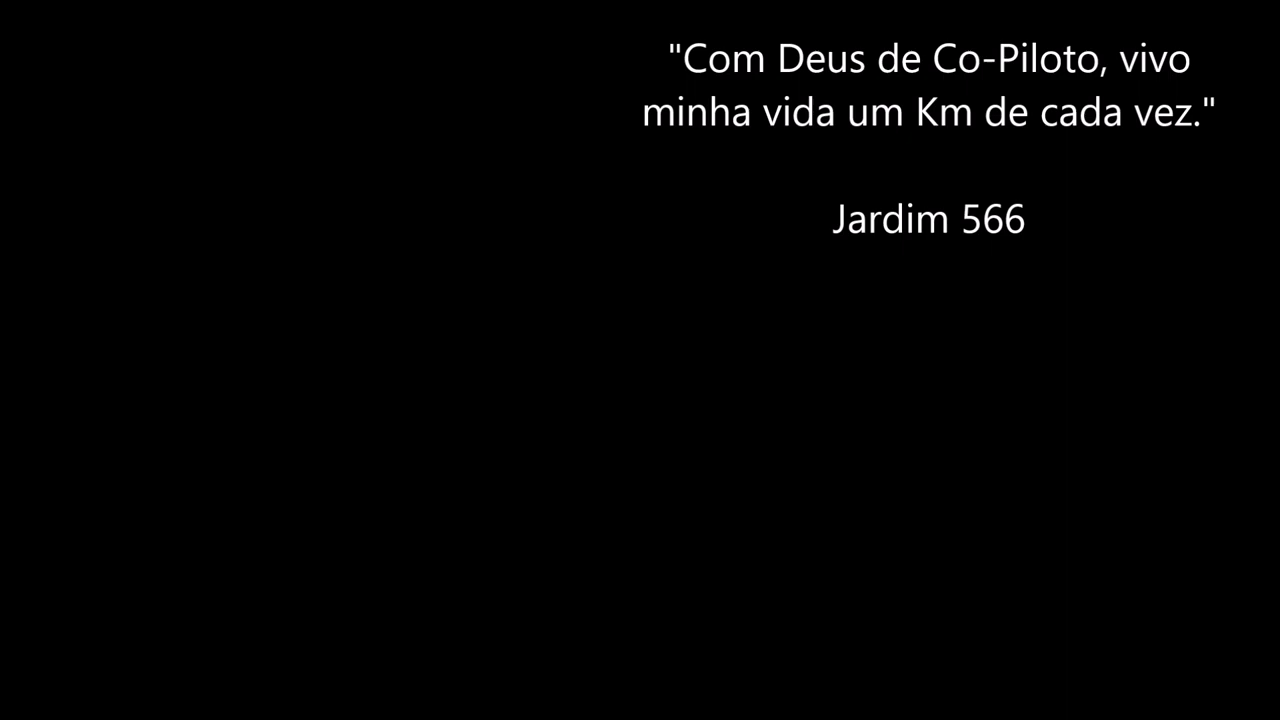 "Com Deus de Co-Piloto, vivo
minha vida um Km de cada vez."
Jardim 566